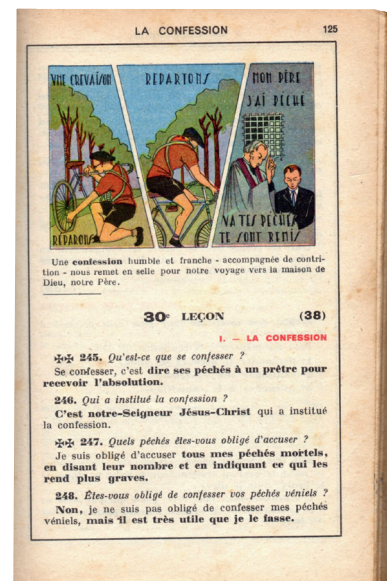 LA CONFESSION 125
UNE CREVAISON
RÉPARONS
REPARTONS
MON PÈRE
J'AI PÉCHÉ
VA TES PÉCHÉS
TE SONT REMIS
Une confession humble et franche - accompagnée de contri-
tion - nous remet en selle pour notre voyage vers la maison de
Dieu, notre Père.
30e LEÇON (38)
I. — LA CONFESSION
✠✠ 245. Qu'est-ce que se confesser ?
Se confesser, c'est dire ses péchés à un prêtre pour
recevoir l'absolution.
246. Qui a institué la confession ?
C'est notre-Seigneur Jésus-Christ qui a institué
la confession.
✠✠ 247. Quels péchés êtes-vous obligé d'accuser ?
Je suis obligé d'accuser tous mes péchés mortels,
en disant leur nombre et en indiquant ce qui les
rend plus graves.
248. Êtes-vous obligé de confesser vos péchés véniels ?
Non, je ne suis pas obligé de confesser mes péchés
véniels, mais il est très utile que je le fasse.